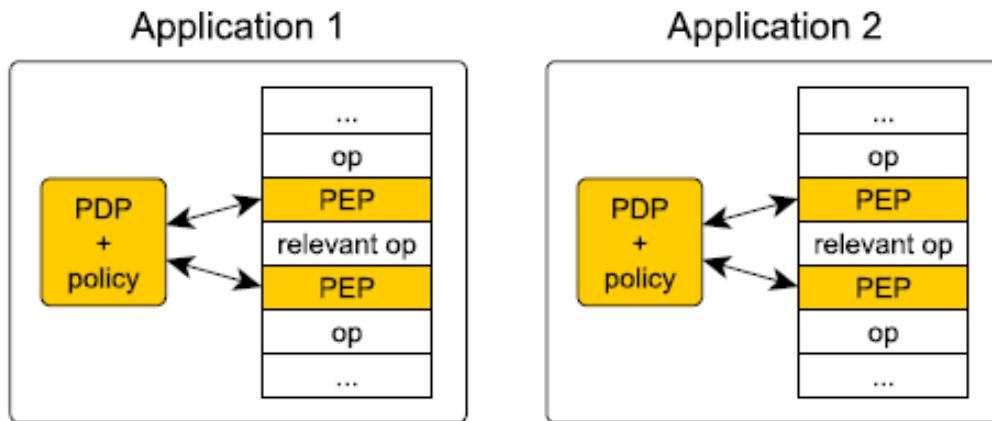 Application 1
PDP
+
policy
...
op
PEP
relevant op
PEP
op
...
Application 2
PDP
+
policy
...
op
PEP
relevant op
PEP
op
...